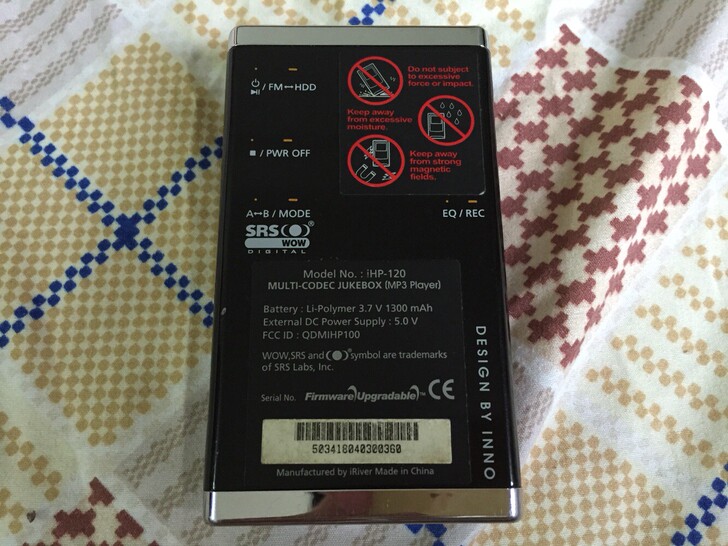 ⏻
▶II / FM↔HDD
■ / PWR OFF
A↔B / MODE
EQ / REC
SRS(●)®
WOW
DIGITAL
Do not subject
to excessive
force or impact.
Keep away
from excessive
moisture.
Keep away
from strong
magnetic
fields.
Model No. : iHP-120
MULTI-CODEC JUKEBOX (MP3 Player)
Battery : Li-Polymer 3.7 V 1300 mAh
External DC Power Supply : 5.0 V
FCC ID : QDMIHP100
WOW,SRS and (●)® symbol are trademarks
of SRS Labs, Inc.
Serial No. Firmware Upgradable™ CE
503418040300360
Manufactured by iRiver Made in China
DESIGN BY INNO